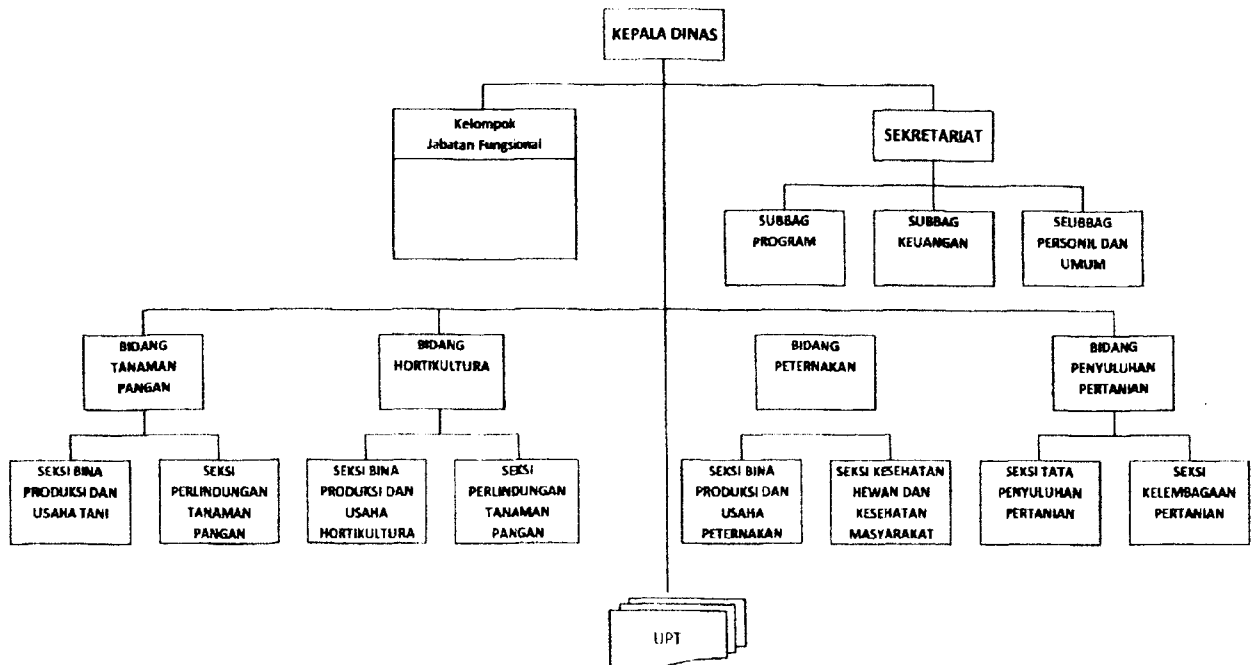 KEPALA DINAS
Kelompok
Jabatan Fungsional
SEKRETARIAT
SUBBAG
PROGRAM
SUBBAG
KEUANGAN
SEUBBAG
PERSONIL DAN
UMUM
BIDANG
TANAMAN
PANGAN
BIDANG
HORTIKULTURA
BIDANG
PETERNAKAN
BIDANG
PENYULUHAN
PERTANIAN
SEKSI BINA
PRODUKSI DAN
USAHA TANI
SEKSI
PERLINDUNGAN
TANAMAN
PANGAN
SEKSI BINA
PRODUKSI DAN
USAHA
HORTIKULTURA
SEKSI
PERLINDUNGAN
TANAMAN
PANGAN
SEKSI BINA
PRODUKSI DAN
USAHA
PETERNAKAN
SEKSI KESEHATAN
HEWAN DAN
KESEHATAN
MASYARAKAT
SEKSI TATA
PENYULUHAN
PERTANIAN
SEKSI
KELEMBAGAAN
PERTANIAN
UPT